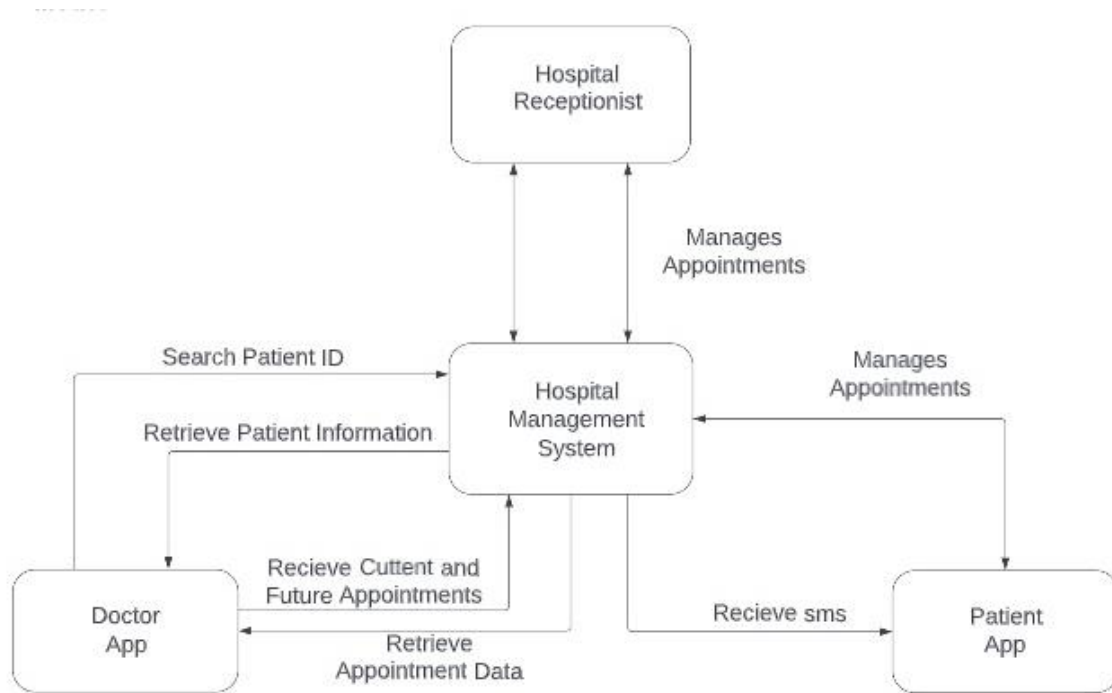 Hospital
Receptionist
Manages
Appointments
Search Patient ID
Hospital
Management
System
Manages
Appointments
Retrieve Patient Information
Recieve Cuttent and
Future Appointments
Doctor
App
Retrieve
Appointment Data
Recieve sms
Patient
App